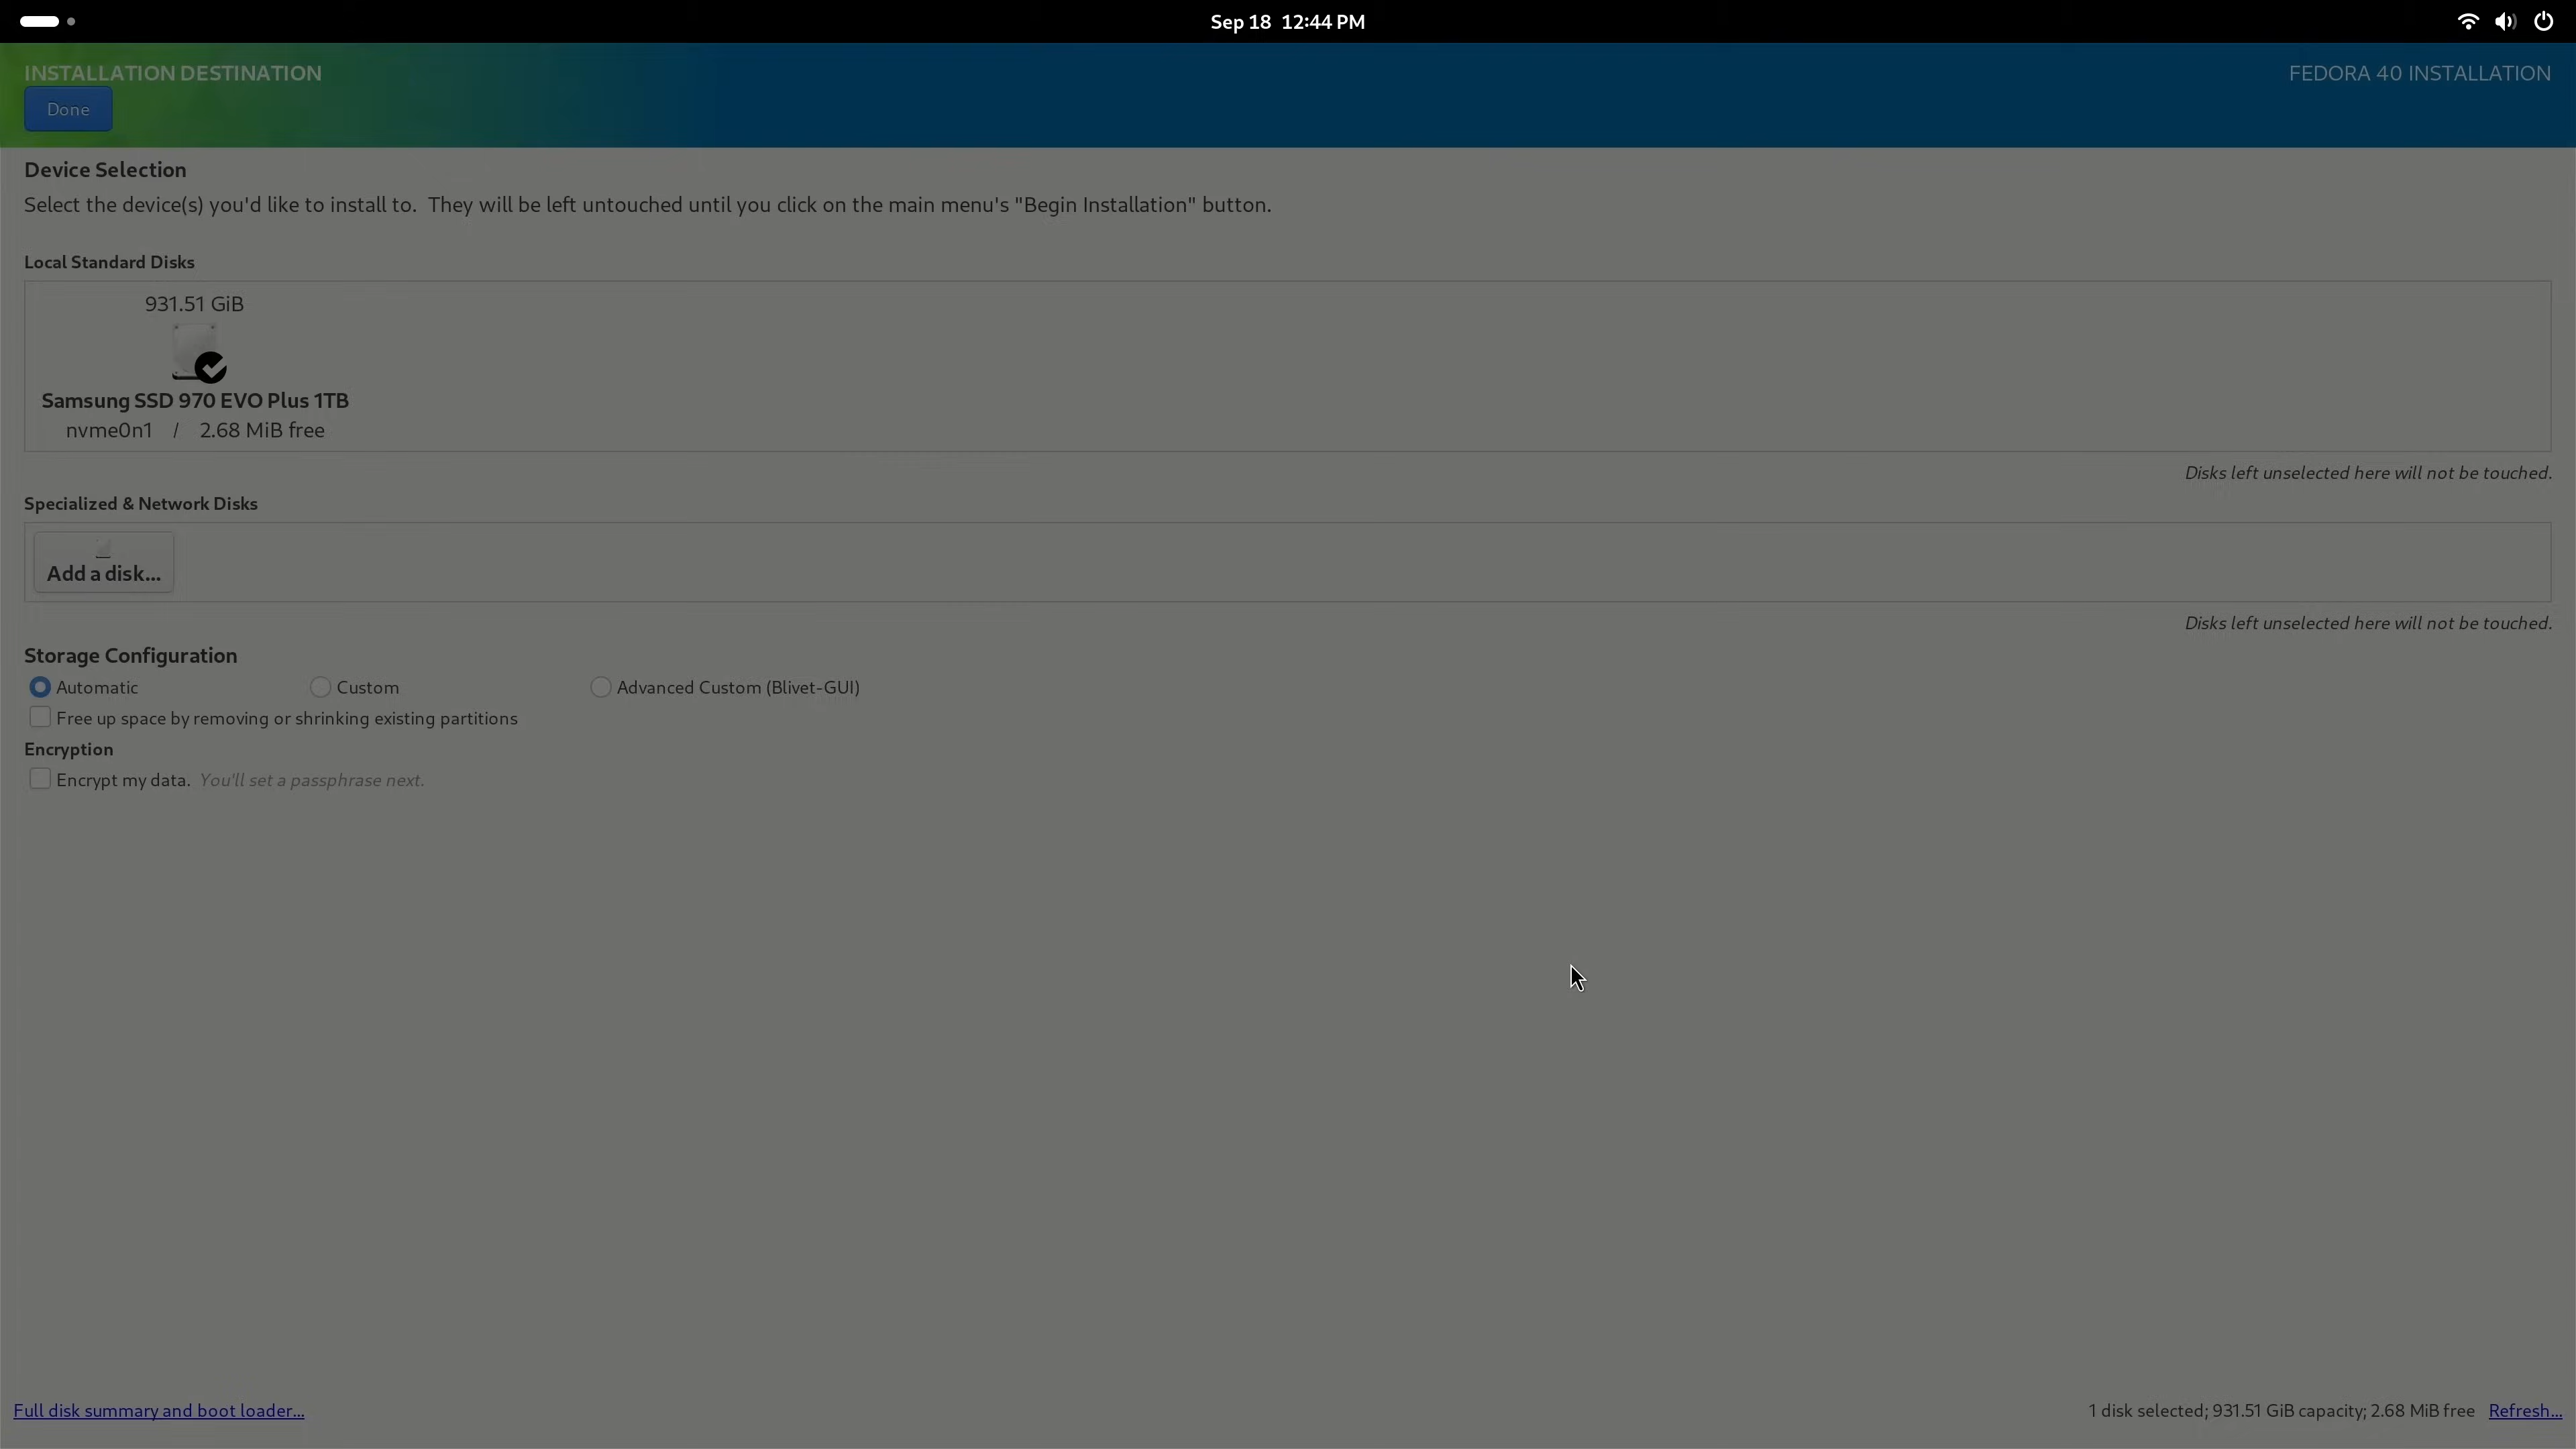 Sep 18 12:44 PM
INSTALLATION DESTINATION
FEDORA 40 INSTALLATION
Done
Device Selection
Select the device(s) you'd like to install to. They will be left untouched until you click on the main menu's "Begin Installation" button.
Local Standard Disks
931.51 GiB
Samsung SSD 970 EVO Plus 1TB
nvme0n1 / 2.68 MiB free
Disks left unselected here will not be touched.
Specialized & Network Disks
Add a disk...
Disks left unselected here will not be touched.
Storage Configuration
Automatic Custom Advanced Custom (Blivet-GUI)
Free up space by removing or shrinking existing partitions
Encryption
Encrypt my data. You'll set a passphrase next.
Full disk summary and boot loader...
1 disk selected; 931.51 GiB capacity; 2.68 MiB free Refresh...